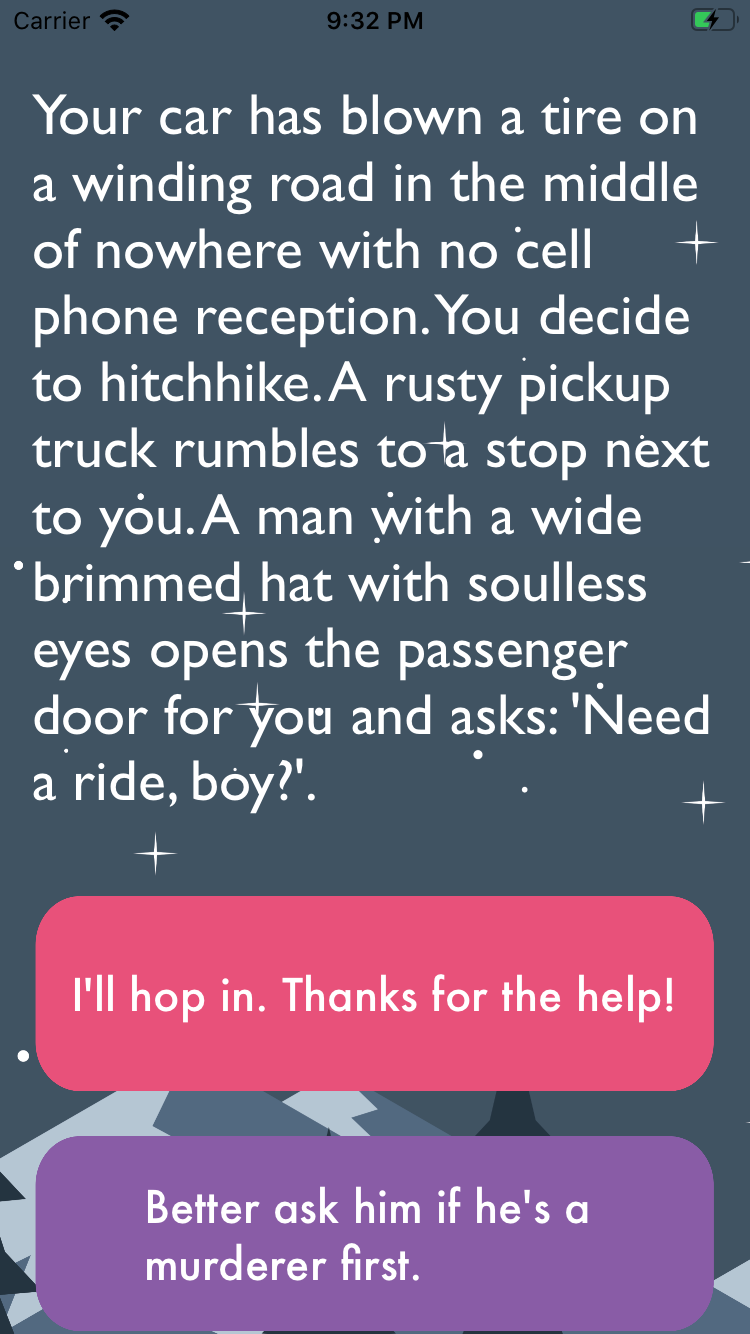 Carrier 9:32 PM
Your car has blown a tire on
a winding road in the middle
of nowhere with no cell
phone reception. You decide
to hitchhike. A rusty pickup
truck rumbles to a stop next
to you. A man with a wide
brimmed hat with soulless
eyes opens the passenger
door for you and asks: 'Need
a ride, boy?'.
I'll hop in. Thanks for the help!
Better ask him if he's a
murderer first.